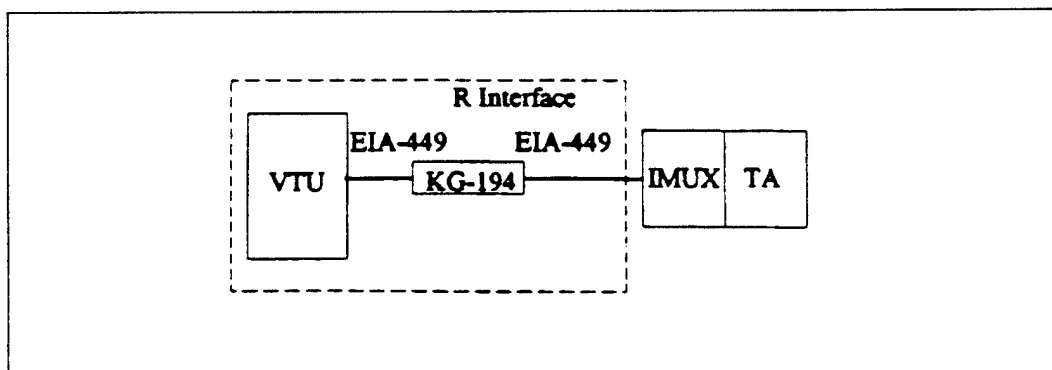 R Interface
EIA-449 EIA-449
VTU KG-194 IMUX TA